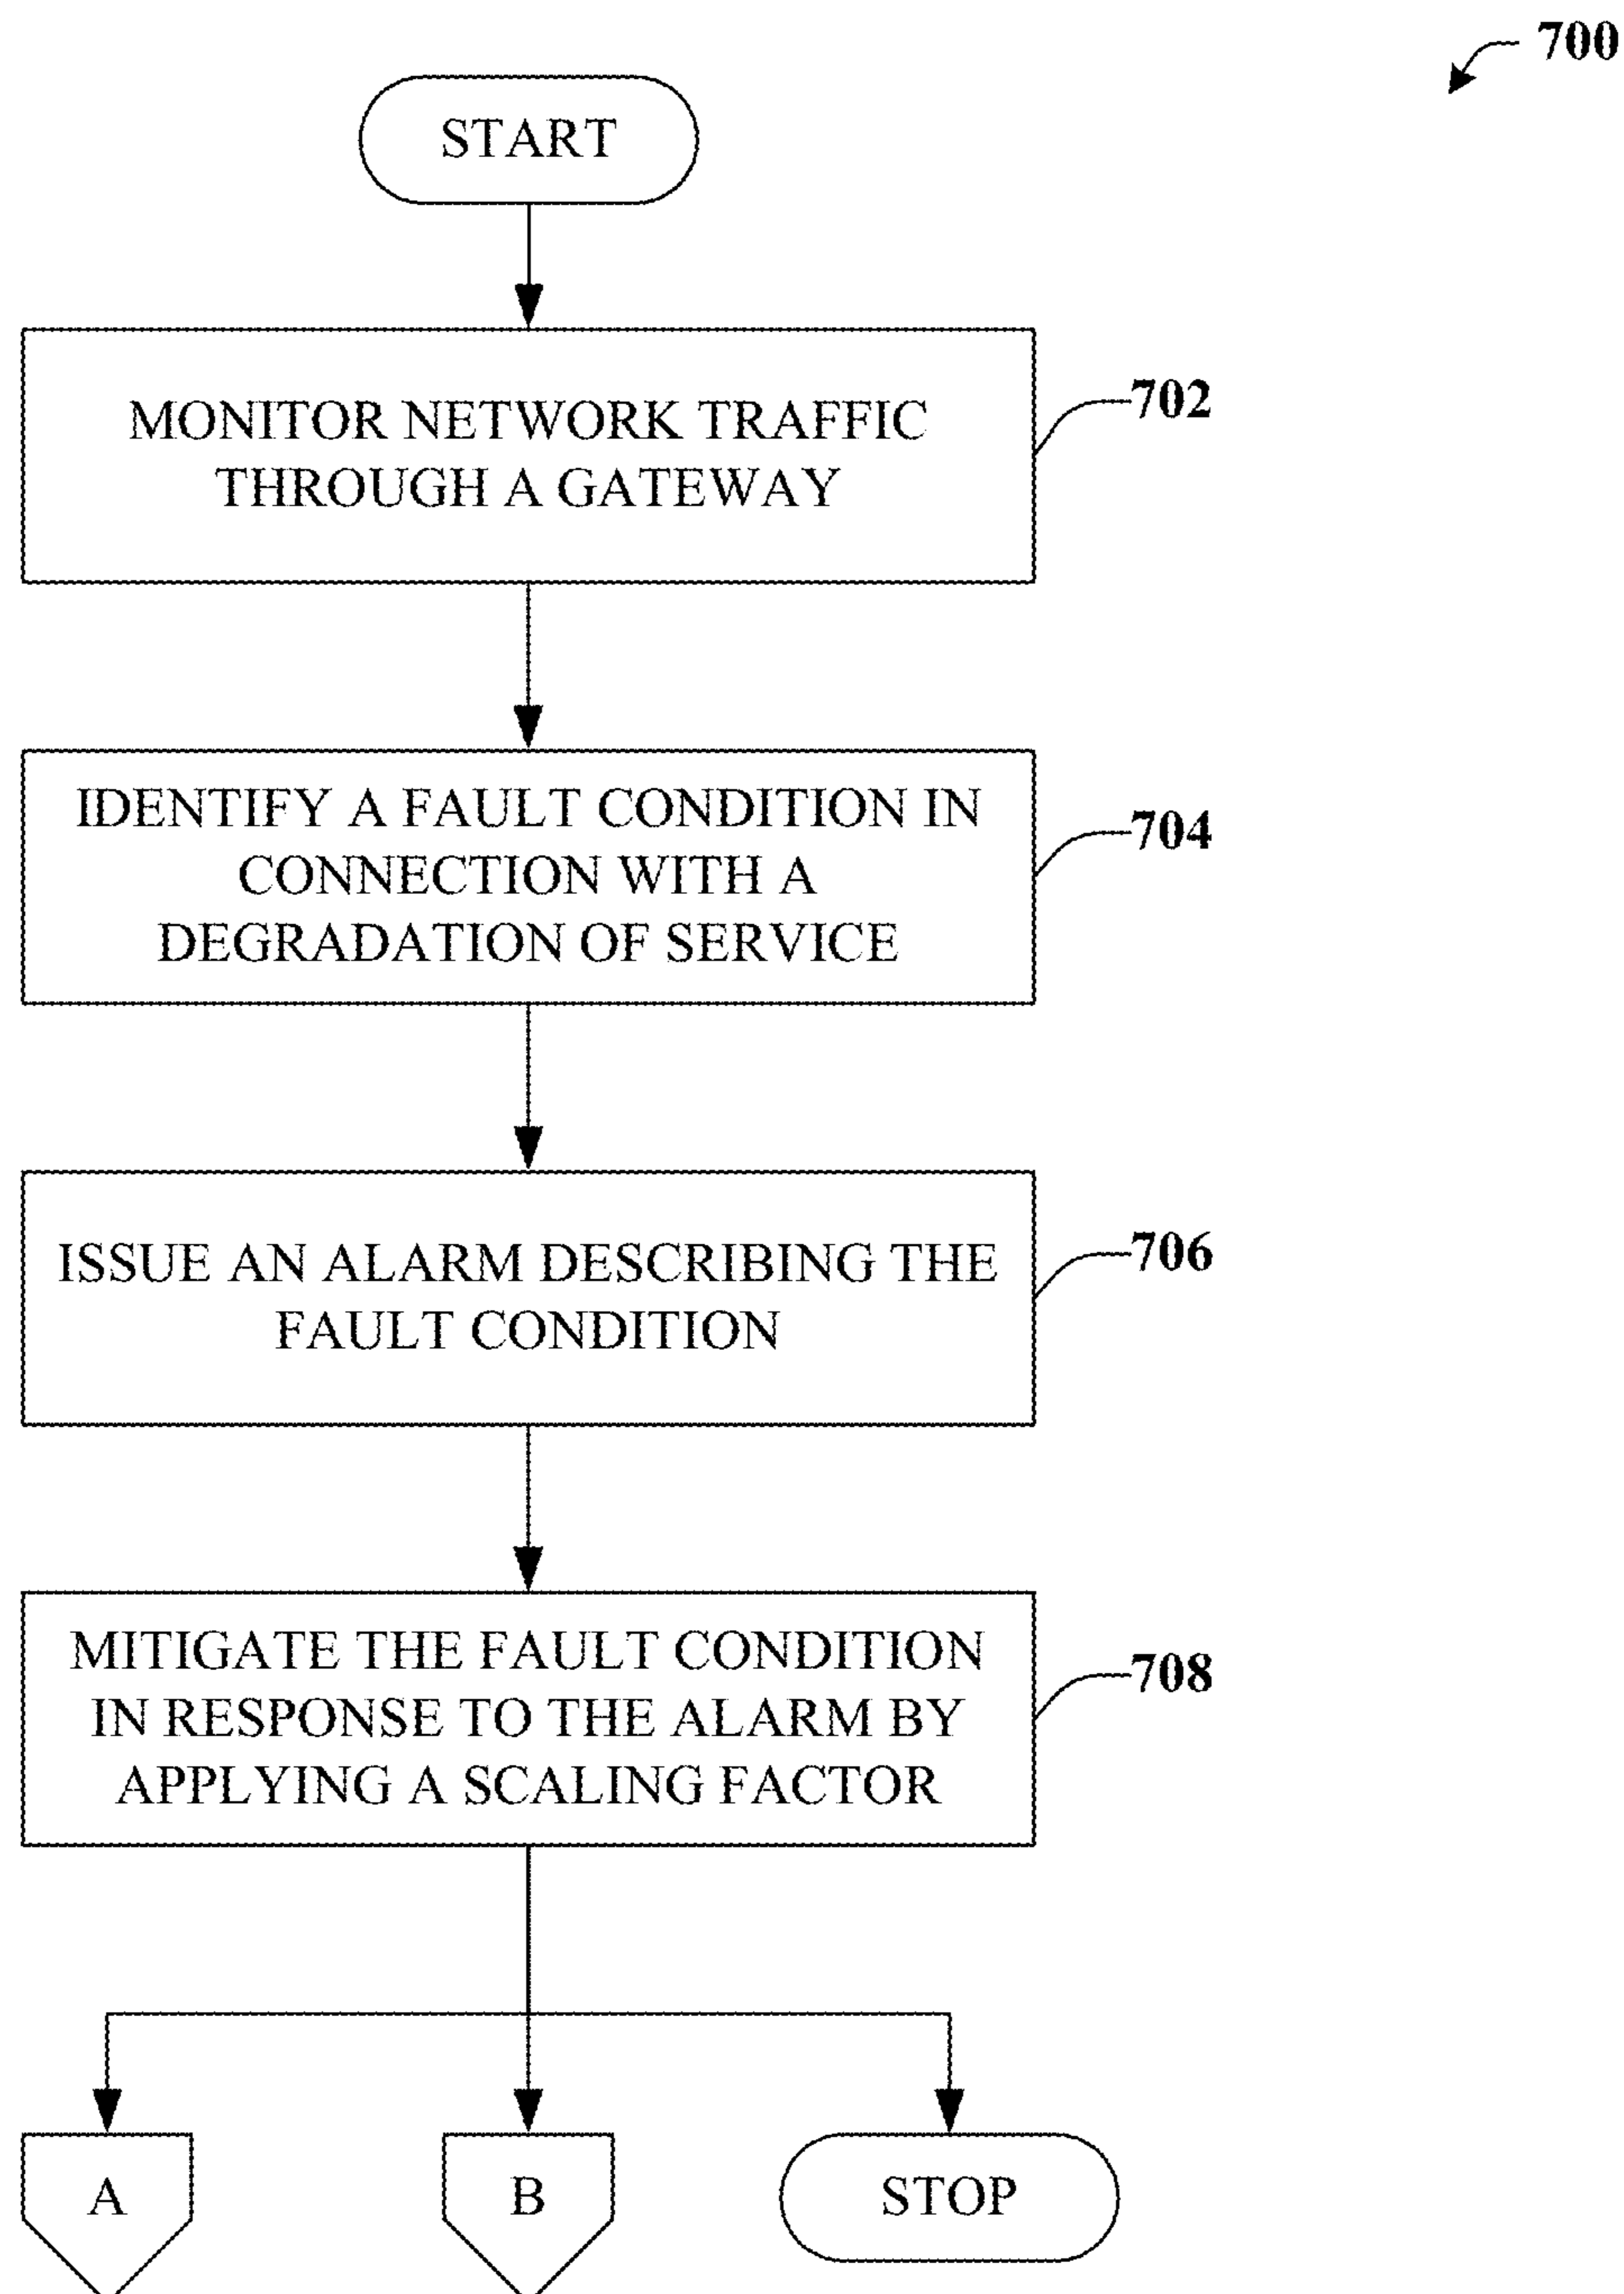 700
START
MONITOR NETWORK TRAFFIC
THROUGH A GATEWAY
702
IDENTIFY A FAULT CONDITION IN
CONNECTION WITH A
DEGRADATION OF SERVICE
704
ISSUE AN ALARM DESCRIBING THE
FAULT CONDITION
706
MITIGATE THE FAULT CONDITION
IN RESPONSE TO THE ALARM BY
APPLYING A SCALING FACTOR
708
A
B
STOP